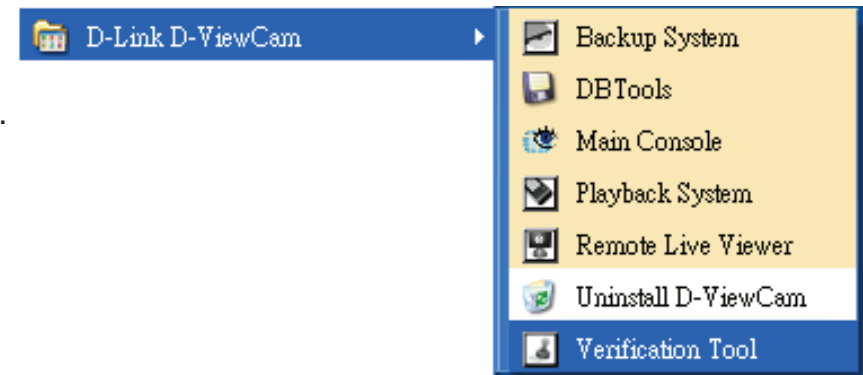 D-Link D-ViewCam
Backup System
DBTools
.
Main Console
Playback System
Remote Live Viewer
Uninstall D-ViewCam
Verification Tool